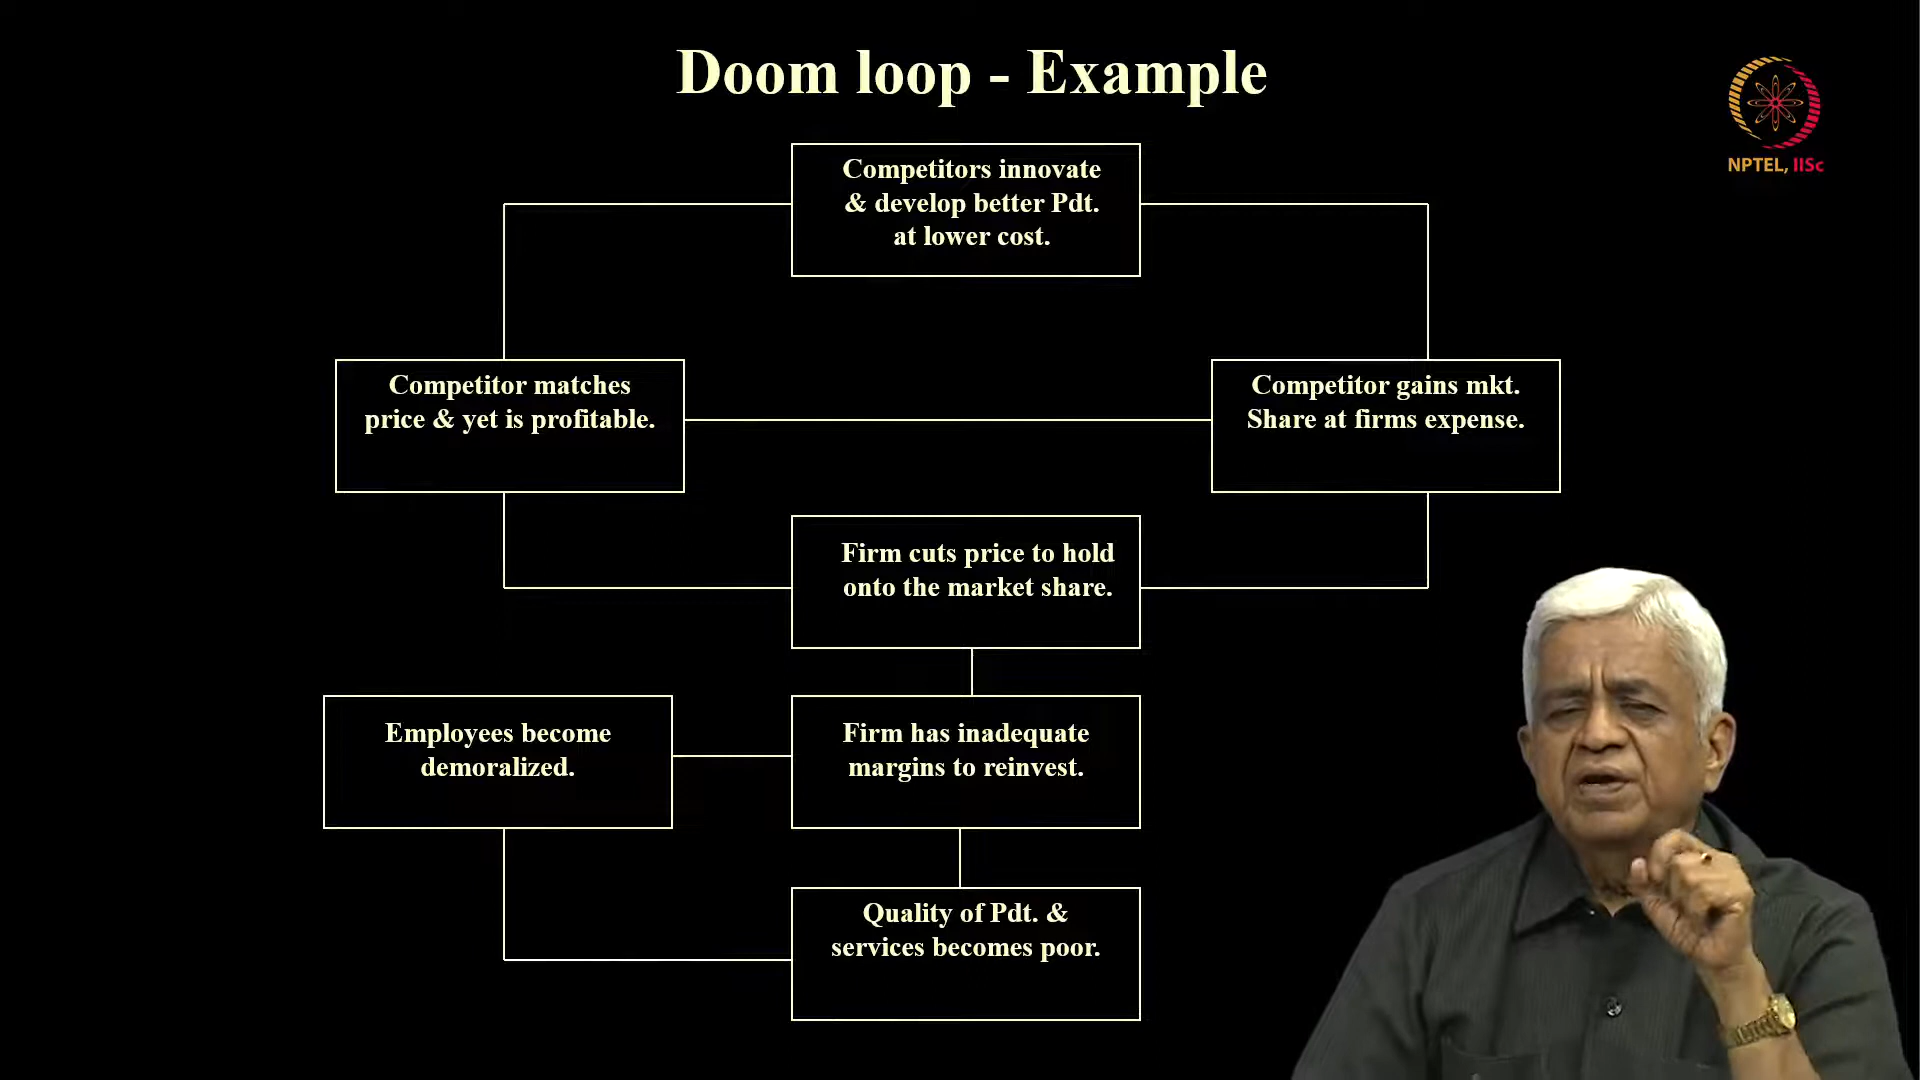 Doom loop - Example
NPTEL, IISc
Competitors innovate
& develop better Pdt.
at lower cost.
Competitor matches
price & yet is profitable.
Competitor gains mkt.
Share at firms expense.
Firm cuts price to hold
onto the market share.
Employees become
demoralized.
Firm has inadequate
margins to reinvest.
Quality of Pdt. &
services becomes poor.